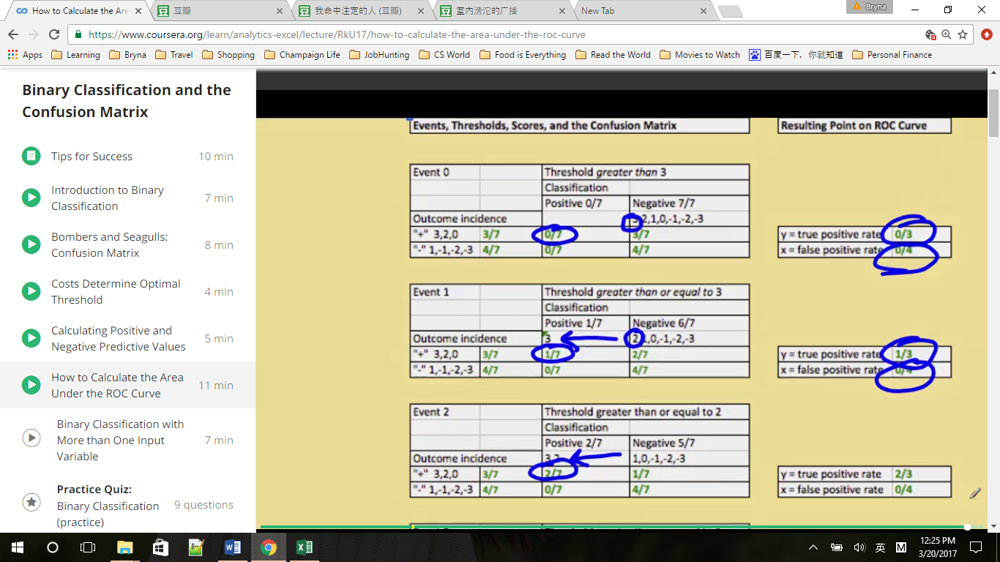 How to Calculate the Are
豆瓣
我命中注定的人 (豆瓣)
室内滂沱的广播
New Tab
Bryna
https://www.coursera.org/learn/analytics-excel/lecture/RkU17/how-to-calculate-the-area-under-the-roc-curve
Apps Learning Bryna Travel Shopping Champaign Life JobHunting CS World Food is Everything Read the World Movies to Watch 百度一下，你就知道 Personal Finance
Binary Classification and the
Confusion Matrix
Tips for Success 10 min
Introduction to Binary
Classification 7 min
Bombers and Seagulls:
Confusion Matrix 8 min
Costs Determine Optimal
Threshold 4 min
Calculating Positive and
Negative Predictive Values 5 min
How to Calculate the Area
Under the ROC Curve 11 min
Binary Classification with
More than One Input
Variable 7 min
Practice Quiz:
Binary Classification
(practice) 9 questions
Events, Thresholds, Scores, and the Confusion Matrix Resulting Point on ROC Curve
Event 0 Threshold greater than 3
Classification
Positive 0/7 Negative 7/7
Outcome incidence 3,2,1,0,-1,-2,-3
"+" 3,2,0 3/7 0/7 3/7 y = true positive rate 0/3
"-" 1,-1,-2,-3 4/7 0/7 4/7 x = false positive rate 0/4
Event 1 Threshold greater than or equal to 3
Classification
Positive 1/7 Negative 6/7
Outcome incidence 3 2,1,0,-1,-2,-3
"+" 3,2,0 3/7 1/7 2/7 y = true positive rate 1/3
"-" 1,-1,-2,-3 4/7 0/7 4/7 x = false positive rate 0/4
Event 2 Threshold greater than or equal to 2
Classification
Positive 2/7 Negative 5/7
Outcome incidence 3,2 1,0,-1,-2,-3
"+" 3,2,0 3/7 2/7 1/7 y = true positive rate 2/3
"-" 1,-1,-2,-3 4/7 0/7 4/7 x = false positive rate 0/4
英 M
12:25 PM
3/20/2017